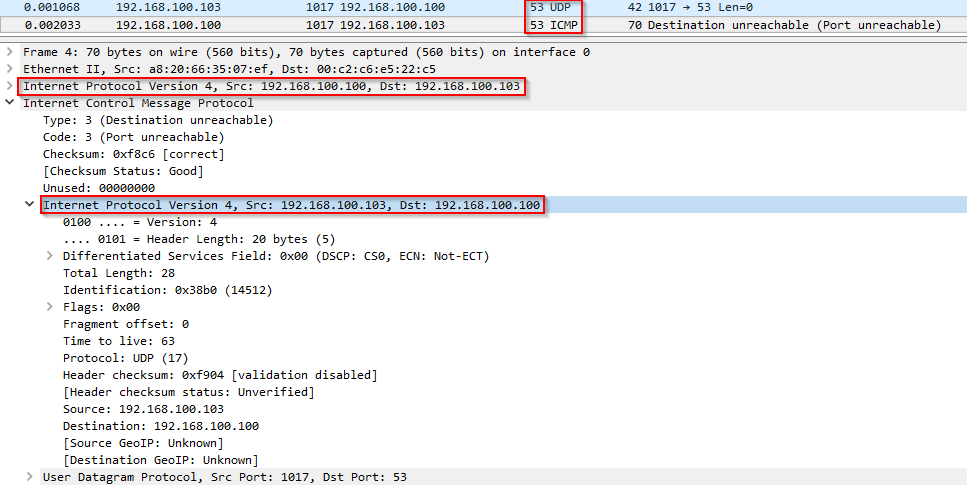 0.001068 192.168.100.103 1017 192.168.100.100 53 UDP 42 1017 → 53 Len=0
0.002033 192.168.100.100 1017 192.168.100.103 53 ICMP 70 Destination unreachable (Port unreachable)
Frame 4: 70 bytes on wire (560 bits), 70 bytes captured (560 bits) on interface 0
Ethernet II, Src: a8:20:66:35:07:ef, Dst: 00:c2:c6:e5:22:c5
Internet Protocol Version 4, Src: 192.168.100.100, Dst: 192.168.100.103
Internet Control Message Protocol
Type: 3 (Destination unreachable)
Code: 3 (Port unreachable)
Checksum: 0xf8c6 [correct]
[Checksum Status: Good]
Unused: 00000000
Internet Protocol Version 4, Src: 192.168.100.103, Dst: 192.168.100.100
0100 .... = Version: 4
.... 0101 = Header Length: 20 bytes (5)
Differentiated Services Field: 0x00 (DSCP: CS0, ECN: Not-ECT)
Total Length: 28
Identification: 0x38b0 (14512)
Flags: 0x00
Fragment offset: 0
Time to live: 63
Protocol: UDP (17)
Header checksum: 0xf904 [validation disabled]
[Header checksum status: Unverified]
Source: 192.168.100.103
Destination: 192.168.100.100
[Source GeoIP: Unknown]
[Destination GeoIP: Unknown]
User Datagram Protocol, Src Port: 1017, Dst Port: 53